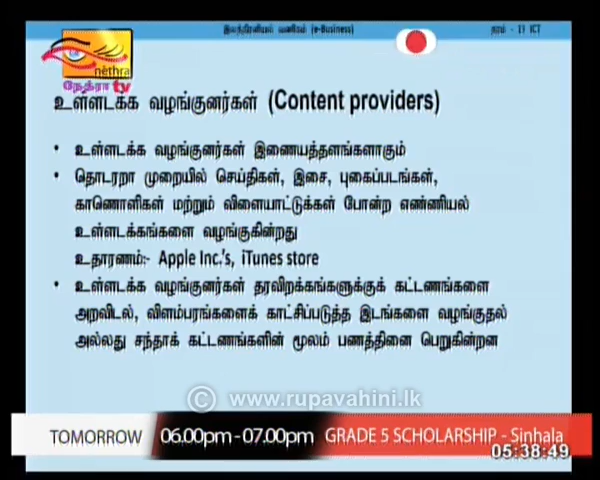 இலத்திரனியல் வணிகம் (e-Business)
தரம் - 13 ICT
nethra
நேத்ரா tv
உள்ளடக்க வழங்குனர்கள் (Content providers)
• உள்ளடக்க வழங்குனர்கள் இணையத்தளங்களாகும்
• தொடரறா முறையில் செய்திகள், இசை, புகைப்படங்கள்,
காணொளிகள் மற்றும் விளையாட்டுக்கள் போன்ற எண்ணியல்
உள்ளடக்கங்களை வழங்குகின்றது
உதாரணம்:- Apple Inc.'s, iTunes store
• உள்ளடக்க வழங்குனர்கள் தரவிறக்கங்களுக்குக் கட்டணங்களை
அறவிடல், விளம்பரங்களைக் காட்சிப்படுத்த இடங்களை வழங்குதல்
அல்லது சந்தாக் கட்டணங்களின் மூலம் பணத்தினை பெறுகின்றன
© www.rupavahini.lk
TOMORROW 06.00pm - 07.00pm GRADE 5 SCHOLARSHIP - Sinhala
05:38:49